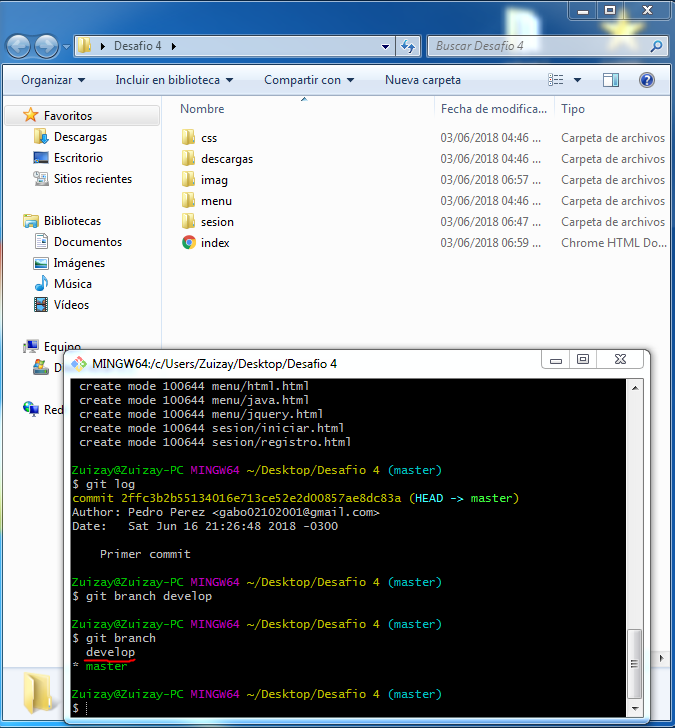 Desafio 4
Buscar Desafio 4
Organizar
Incluir en biblioteca
Compartir con
Nueva carpeta
Favoritos
Descargas
Escritorio
Sitios recientes
Bibliotecas
Documentos
Imágenes
Música
Vídeos
Equipo
D
Red
Nombre Fecha de modifica... Tipo
css 03/06/2018 04:46 ... Carpeta de archivos
descargas 03/06/2018 04:46 ... Carpeta de archivos
imag 03/06/2018 06:57 ... Carpeta de archivos
menu 03/06/2018 04:46 ... Carpeta de archivos
sesion 03/06/2018 06:47 ... Carpeta de archivos
index 03/06/2018 06:59 ... Chrome HTML Do...
MINGW64:/c/Users/Zuizay/Desktop/Desafio 4
create mode 100644 menu/html.html
create mode 100644 menu/java.html
create mode 100644 menu/jquery.html
create mode 100644 sesion/iniciar.html
create mode 100644 sesion/registro.html
Zuizay@Zuizay-PC MINGW64 ~/Desktop/Desafio 4 (master)
$ git log
commit 2ffc3b2b55134016e713ce52e2d00857ae8dc83a (HEAD -> master)
Author: Pedro Perez <gabo02102001@gmail.com>
Date: Sat Jun 16 21:26:48 2018 -0300
Primer commit
Zuizay@Zuizay-PC MINGW64 ~/Desktop/Desafio 4 (master)
$ git branch develop
Zuizay@Zuizay-PC MINGW64 ~/Desktop/Desafio 4 (master)
$ git branch
develop
* master
Zuizay@Zuizay-PC MINGW64 ~/Desktop/Desafio 4 (master)
$